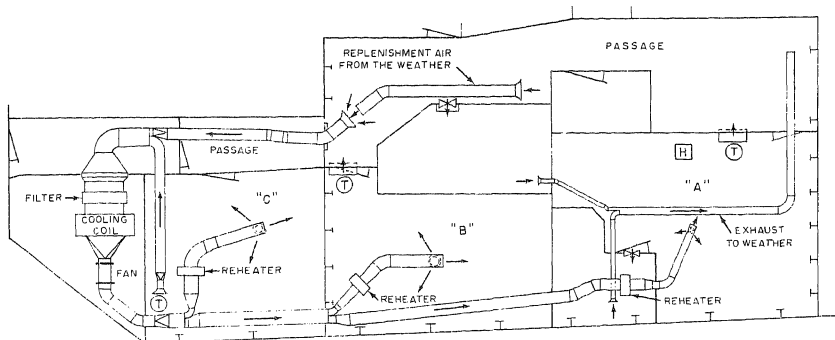 REPLENISHMENT AIR
FROM THE WEATHER
PASSAGE
PASSAGE
T
H
T
"A"
FILTER
COOLING
COIL
"C"
"B"
EXHAUST
TO WEATHER
FAN
T
REHEATER
REHEATER
REHEATER